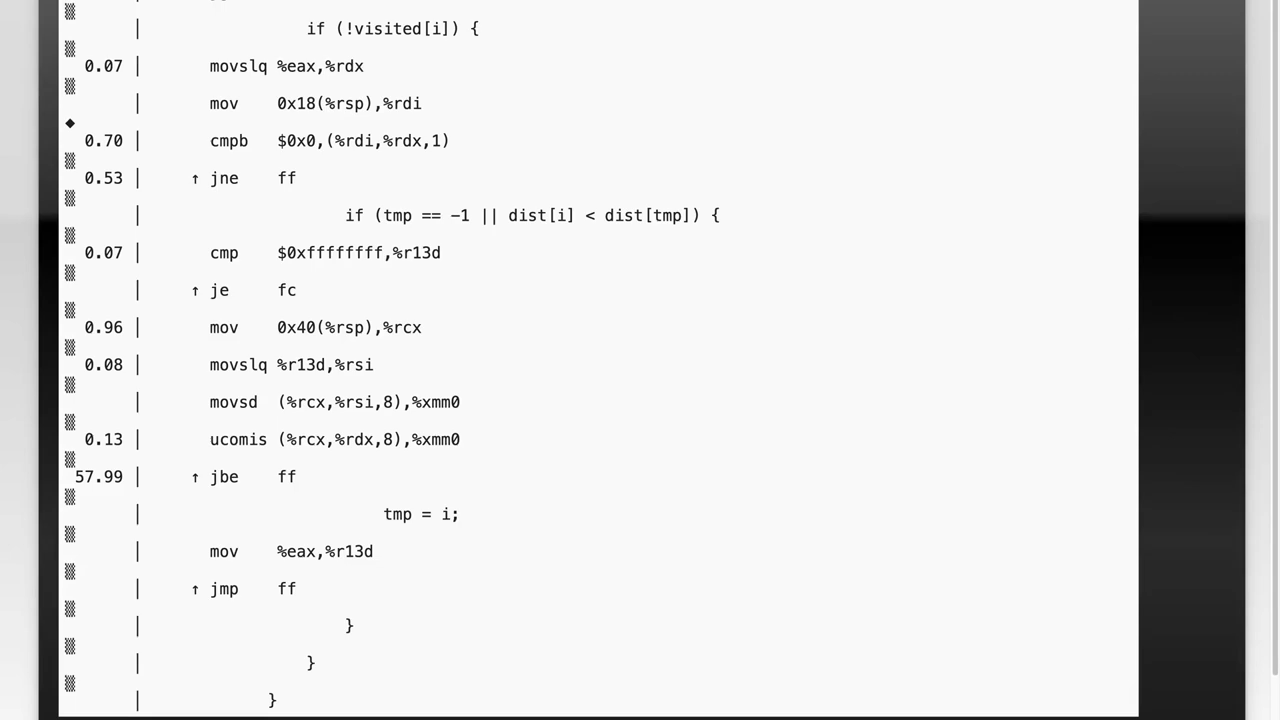 if (!visited[i]) {
0.07 │ movslq %eax,%rdx
│ mov 0x18(%rsp),%rdi
0.70 │ cmpb $0x0,(%rdi,%rdx,1)
0.53 │ ↑ jne ff
│ if (tmp == -1 || dist[i] < dist[tmp]) {
0.07 │ cmp $0xffffffff,%r13d
│ ↑ je fc
0.96 │ mov 0x40(%rsp),%rcx
0.08 │ movslq %r13d,%rsi
│ movsd (%rcx,%rsi,8),%xmm0
0.13 │ ucomis (%rcx,%rdx,8),%xmm0
57.99 │ ↑ jbe ff
│ tmp = i;
│ mov %eax,%r13d
│ ↑ jmp ff
│ }
│ }
│ }